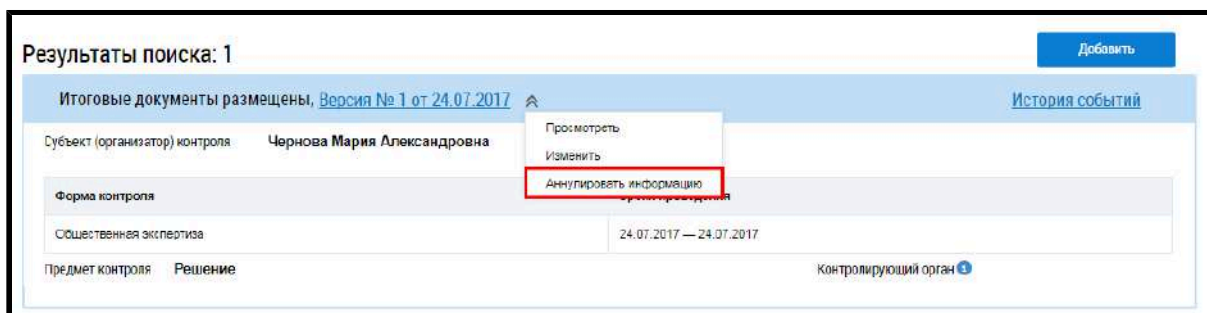 Результаты поиска: 1
Добавить
Итоговые документы размещены, Версия № 1 от 24.07.2017
История событий
Просмотреть
Субъект (организатор) контроля Чернова Мария Александровна
Изменить
Аннулировать информацию
Форма контроля
Общественная экспертиза 24.07.2017 — 24.07.2017
Предмет контроля Решение Контролирующий орган 1